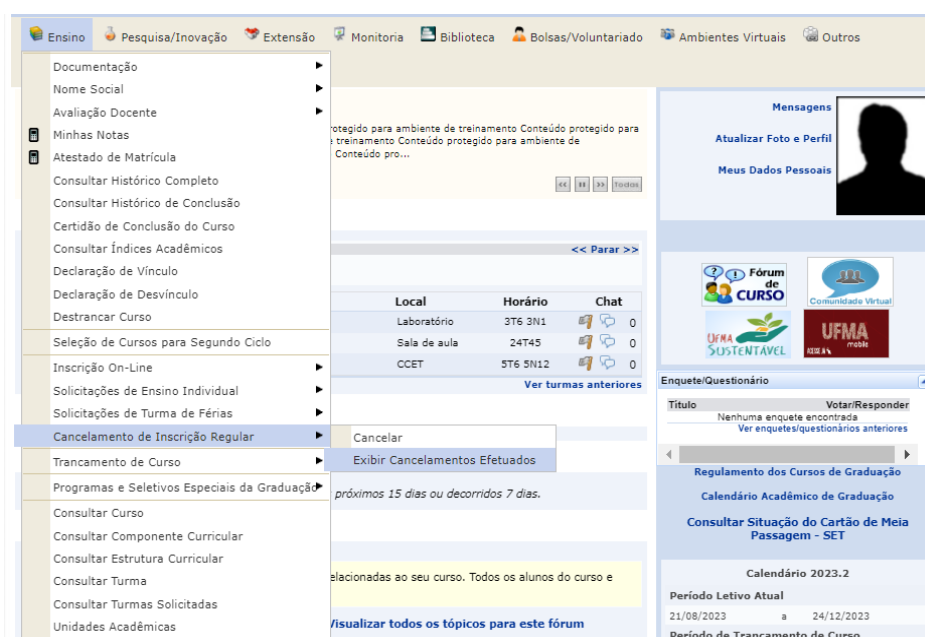 Ensino Pesquisa/Inovação Extensão Monitoria Biblioteca Bolsas/Voluntariado Ambientes Virtuais Outros
Documentação
Nome Social
Avaliação Docente
Minhas Notas
Atestado de Matrícula
Consultar Histórico Completo
Consultar Histórico de Conclusão
Certidão de Conclusão do Curso
Consultar Índices Acadêmicos
Declaração de Vínculo
Declaração de Desvínculo
Destrancar Curso
Seleção de Cursos para Segundo Ciclo
Inscrição On-Line
Solicitações de Ensino Individual
Solicitações de Turma de Férias
Cancelamento de Inscrição Regular
Cancelar
Exibir Cancelamentos Efetuados
Trancamento de Curso
Programas e Seletivos Especiais da Graduação
Consultar Curso
Consultar Componente Curricular
Consultar Estrutura Curricular
Consultar Turma
Consultar Turmas Solicitadas
Unidades Acadêmicas
rotegido para ambiente de treinamento Conteúdo protegido para
treinamento Conteúdo protegido para ambiente de
Conteúdo pro...
<< II >> Todas
<< Parar >>
Local Horário Chat
Laboratório 3T6 3N1 0
Sala de aula 24T45 0
CCET 5T6 5N12 0
Ver turmas anteriores
próximos 15 dias ou decorridos 7 dias.
elacionadas ao seu curso. Todos os alunos do curso e
Visualizar todos os tópicos para este fórum
Mensagens
Atualizar Foto e Perfil
Meus Dados Pessoais
Fórum
de
CURSO
Comunidade Virtual
UFMA
SUSTENTÁVEL
UFMA
mobile
Enquete/Questionário
Título Votar/Responder
Nenhuma enquete encontrada
Ver enquetes/questionários anteriores
Regulamento dos Cursos de Graduação
Calendário Acadêmico de Graduação
Consultar Situação do Cartão de Meia
Passagem - SET
Calendário 2023.2
Período Letivo Atual
21/08/2023 a 24/12/2023
Período de Trancamento de Curso